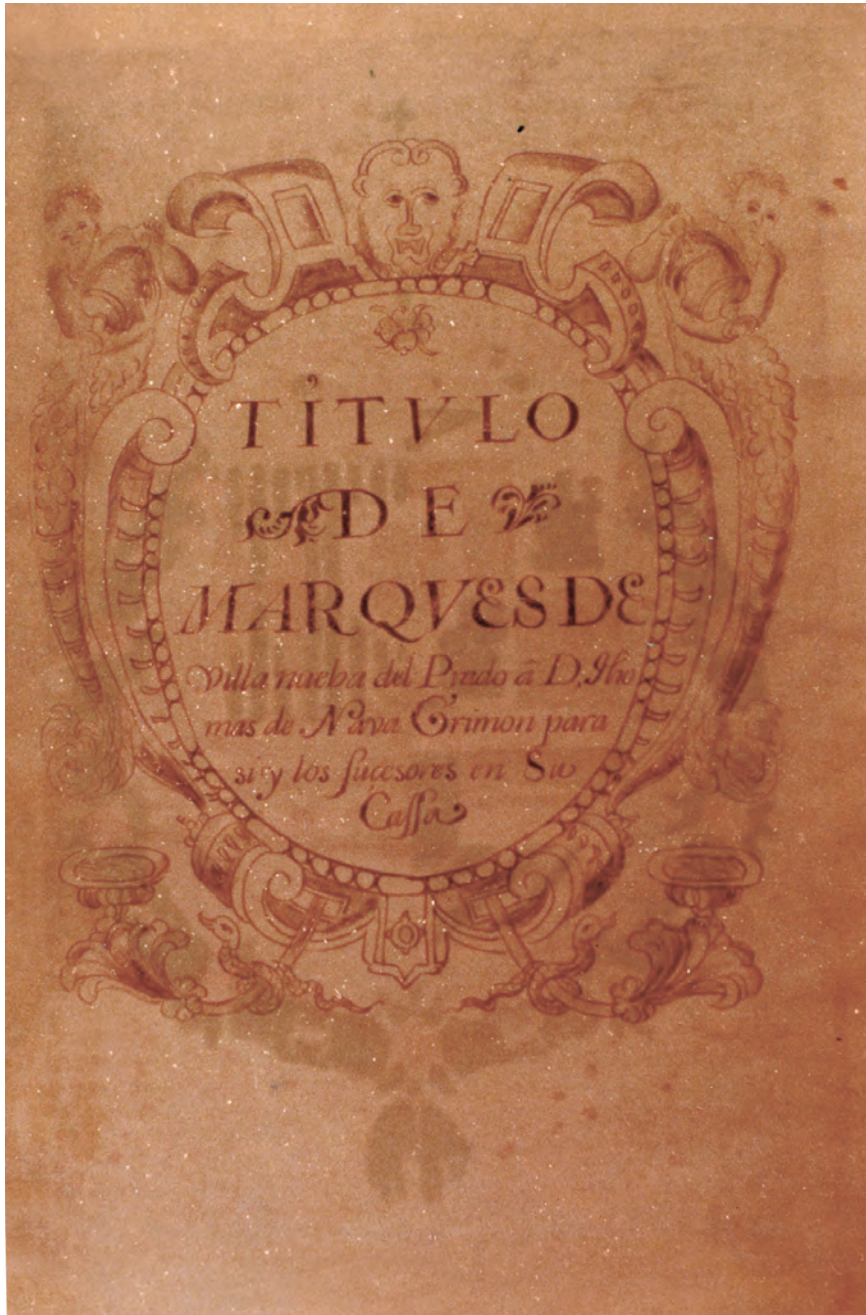 TITVLO
DE
MARQVES DE
Villa nueba del Prado â D, Tho
mas de Nava Grimon para
si y los suçcesores en Su
Cassa